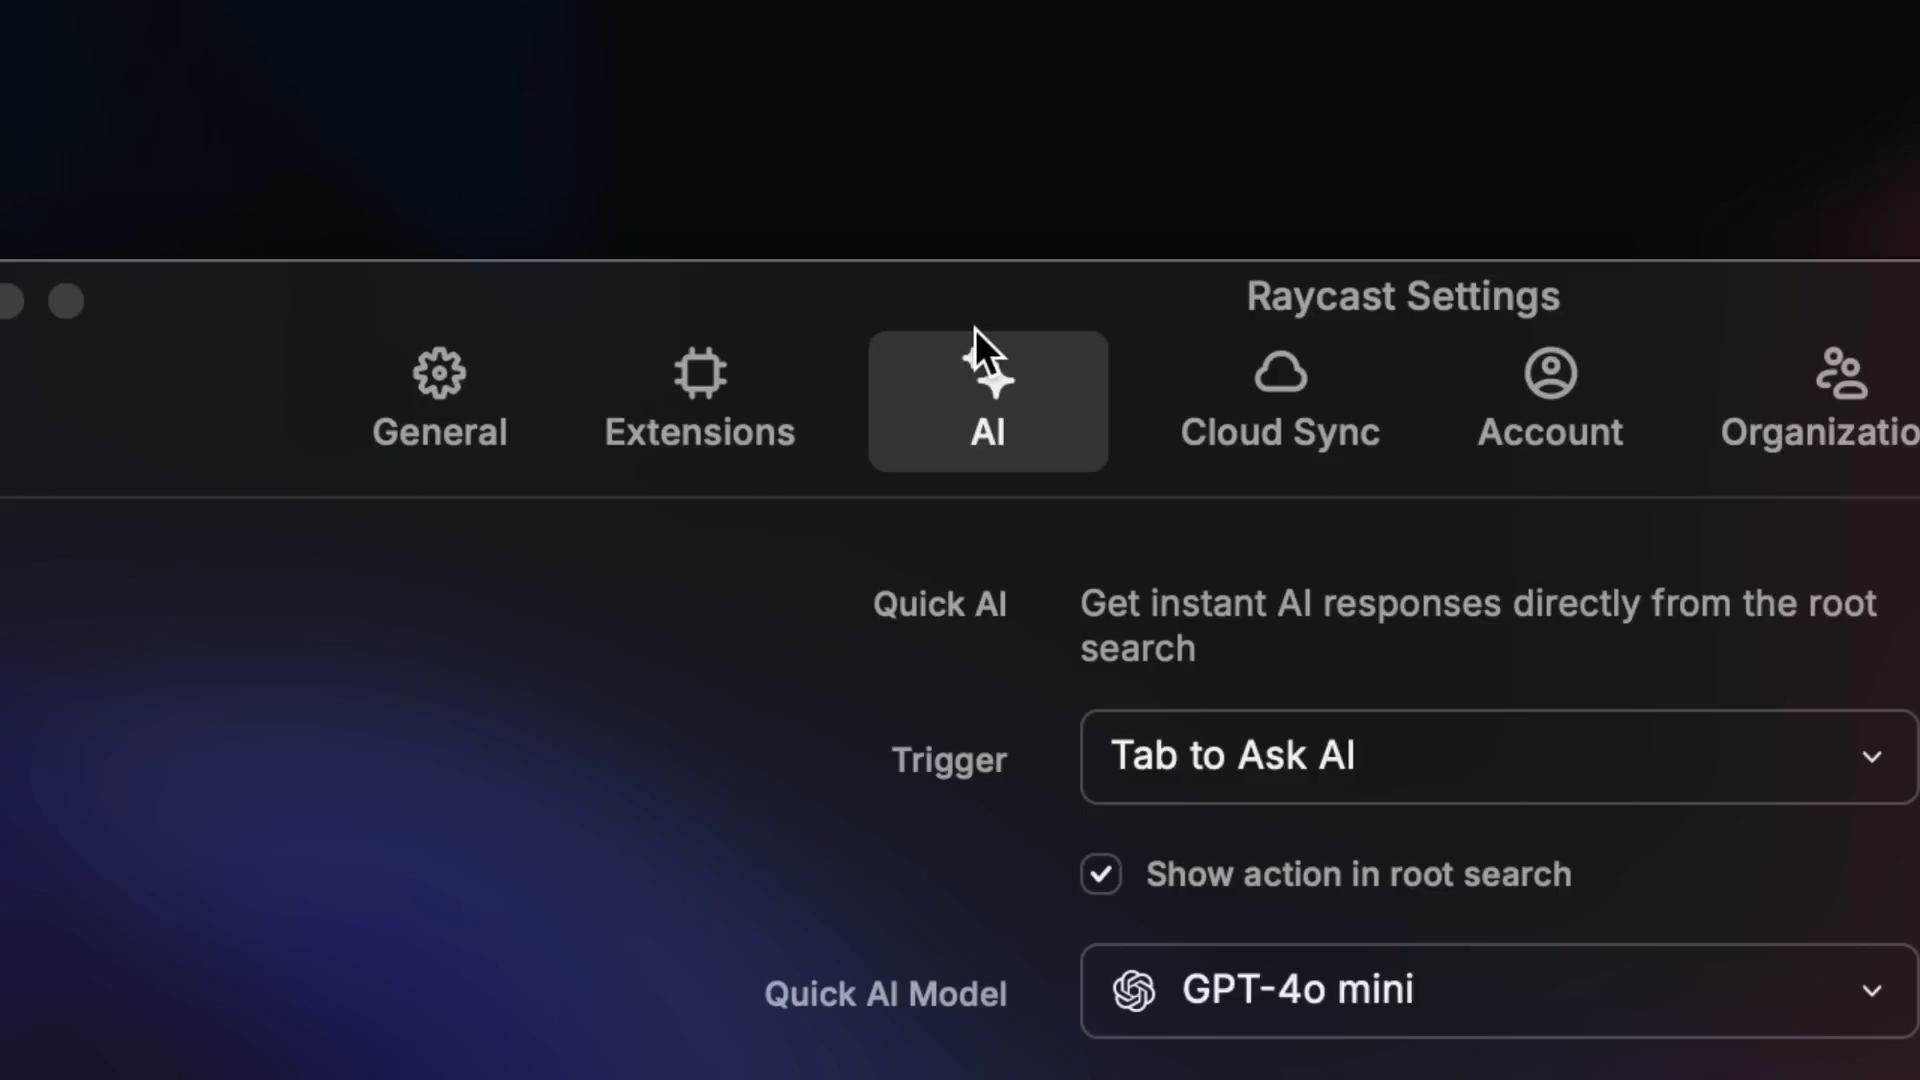 Raycast Settings
General
Extensions
AI
Cloud Sync
Account
Organizatio
Quick AI
Get instant AI responses directly from the root
search
Trigger
Tab to Ask AI
Show action in root search
Quick AI Model
GPT-4o mini